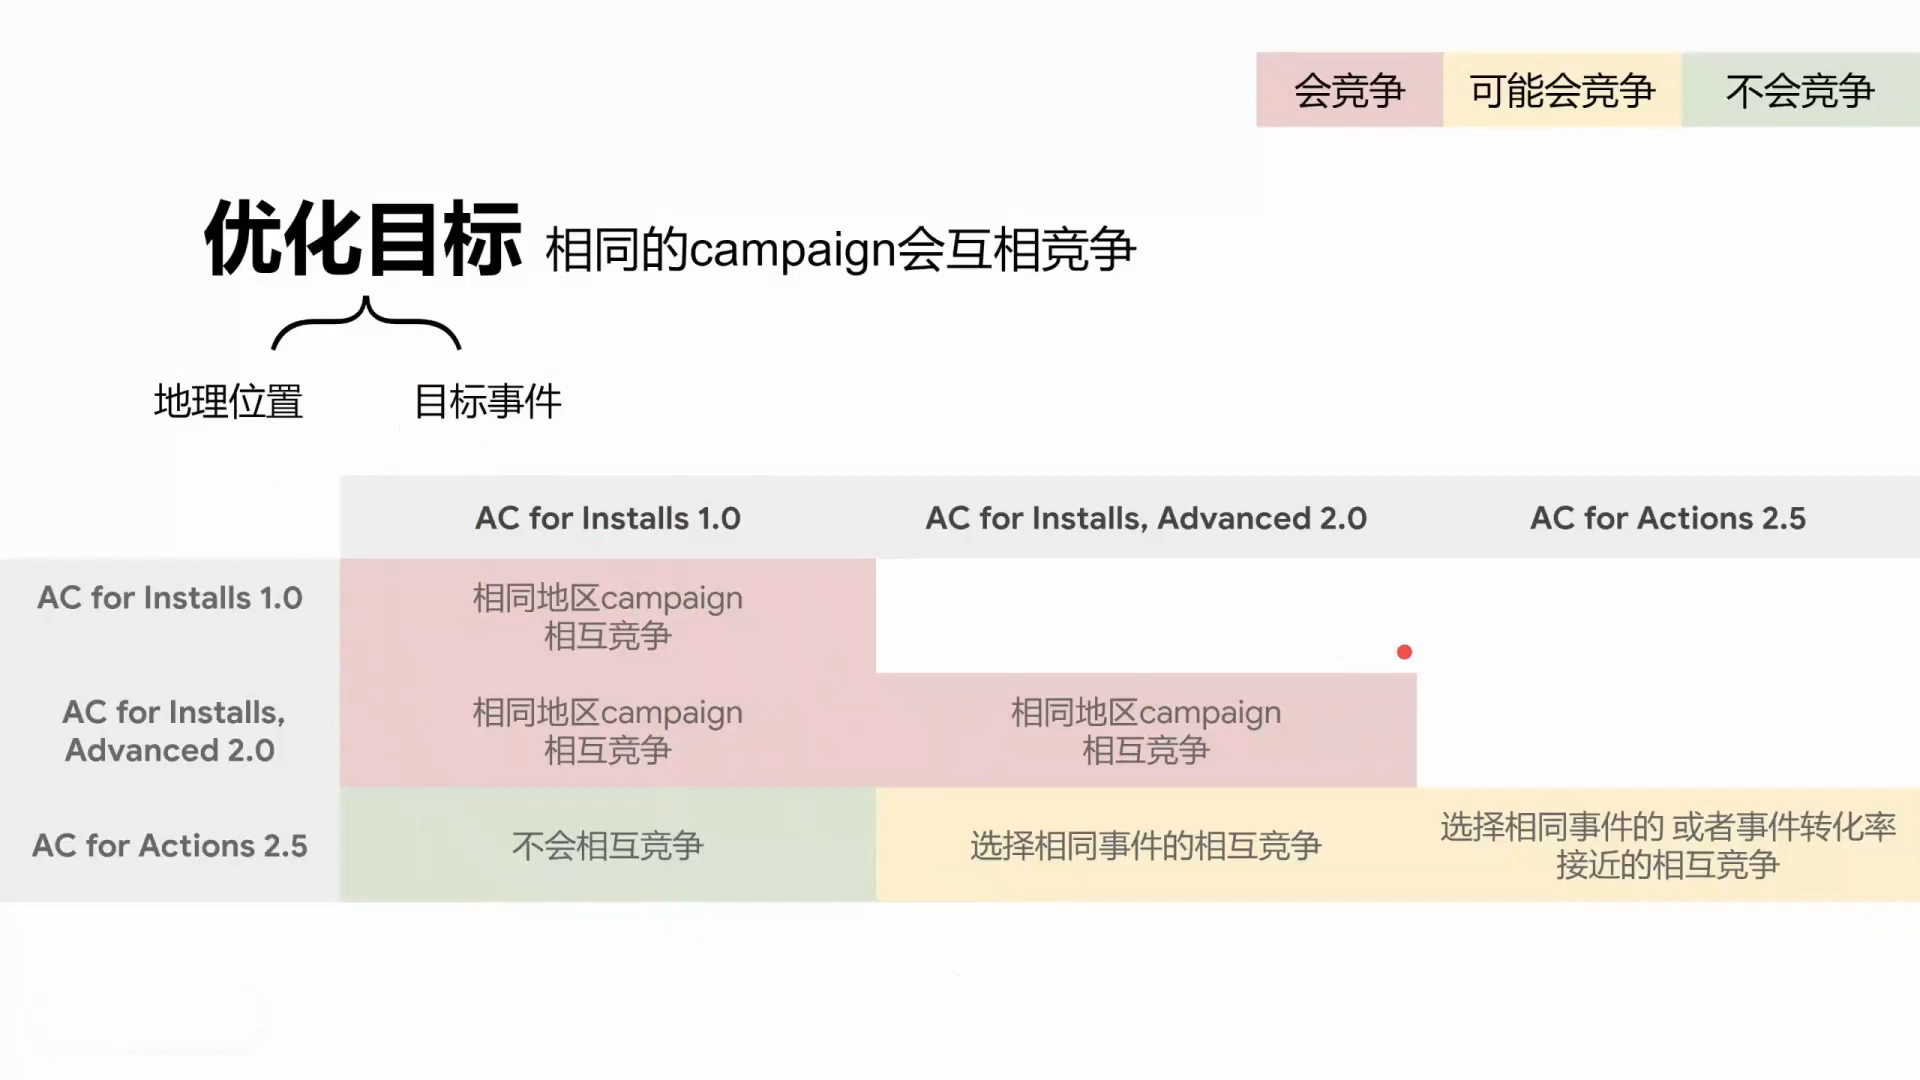 会竞争 可能会竞争 不会竞争
优化目标 相同的campaign会互相竞争
地理位置 目标事件
AC for Installs 1.0 AC for Installs, Advanced 2.0 AC for Actions 2.5
AC for Installs 1.0
相同地区campaign
相互竞争
AC for Installs,
Advanced 2.0
相同地区campaign
相互竞争
相同地区campaign
相互竞争
AC for Actions 2.5
不会相互竞争
选择相同事件的相互竞争
选择相同事件的 或者事件转化率
接近的相互竞争